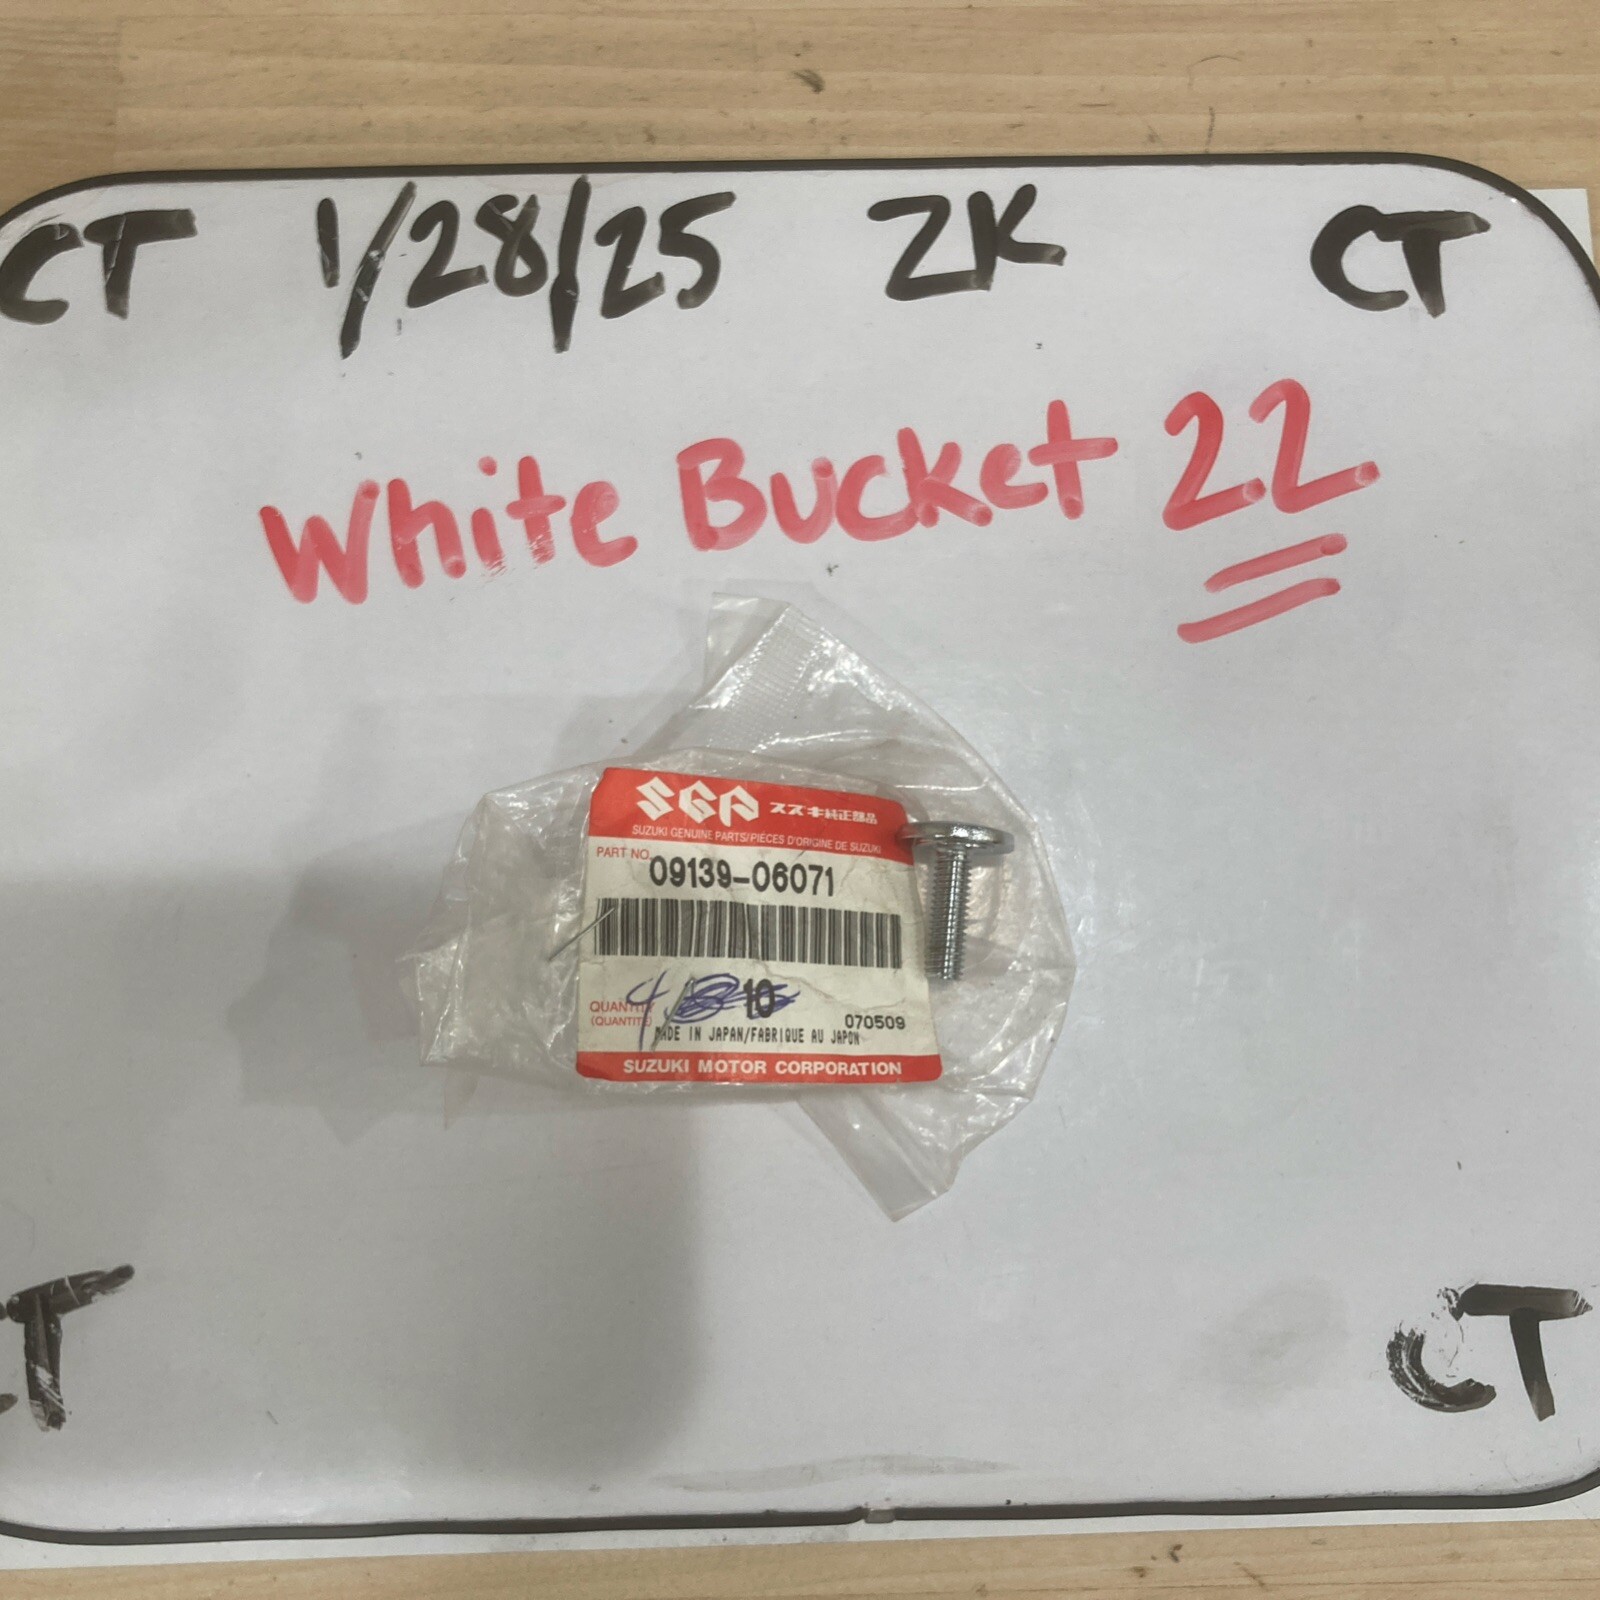 CT 1/28/25 ZK CT
White Bucket 22
SGP スズキ純正部品
SUZUKI GENUINE PARTS/PIÈCES D'ORIGINE DE SUZUKI
PART NO.
09139-06071
QUANTITY 4 10
(QUANTITÉ) 070509
MADE IN JAPAN/FABRIQUE AU JAPON
SUZUKI MOTOR CORPORATION
CT CT